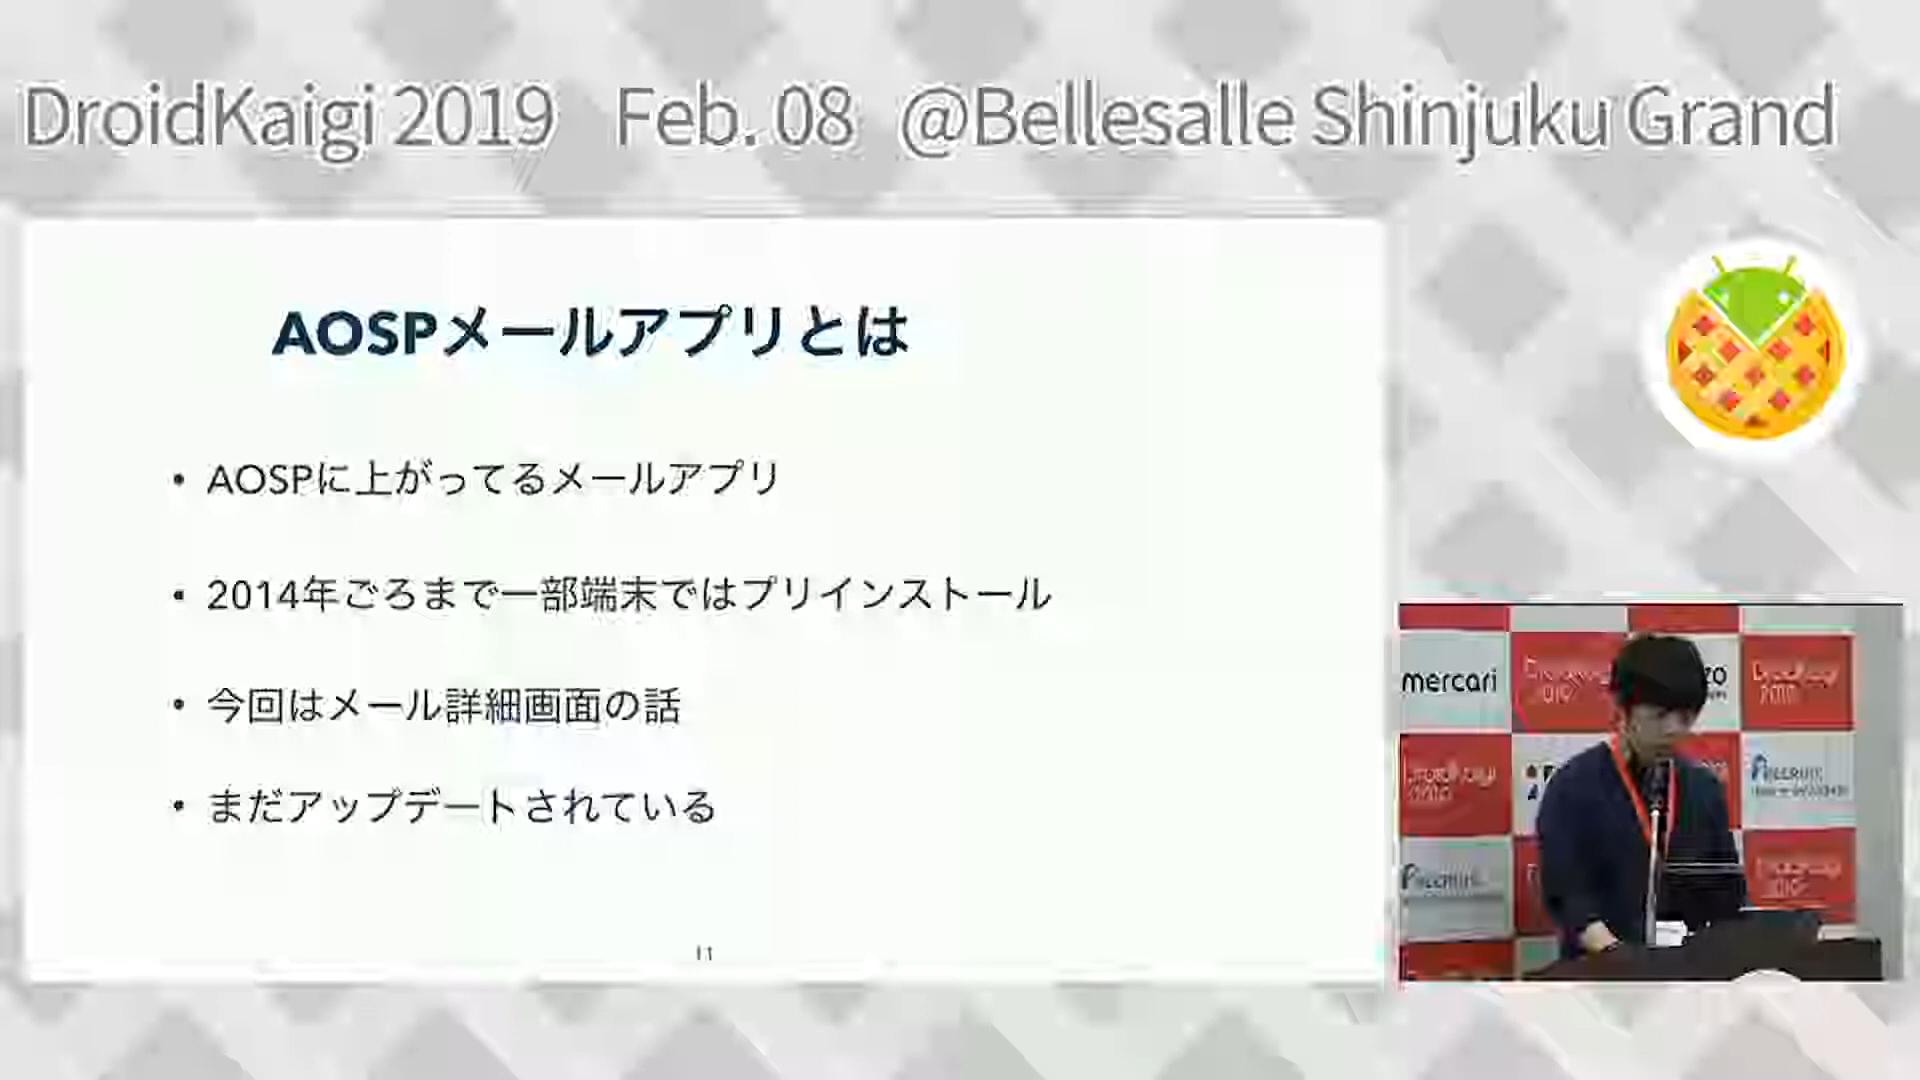 DroidKaigi 2019 Feb. 08 @Bellesalle Shinjuku Grand
AOSPメールアプリとは
• AOSPに上がってるメールアプリ
• 2014年ごろまで一部端末ではプリインストール
• 今回はメール詳細画面の話
• まだアップデートされている
11
mercari
DroidKaigi
2019
RECRUIT